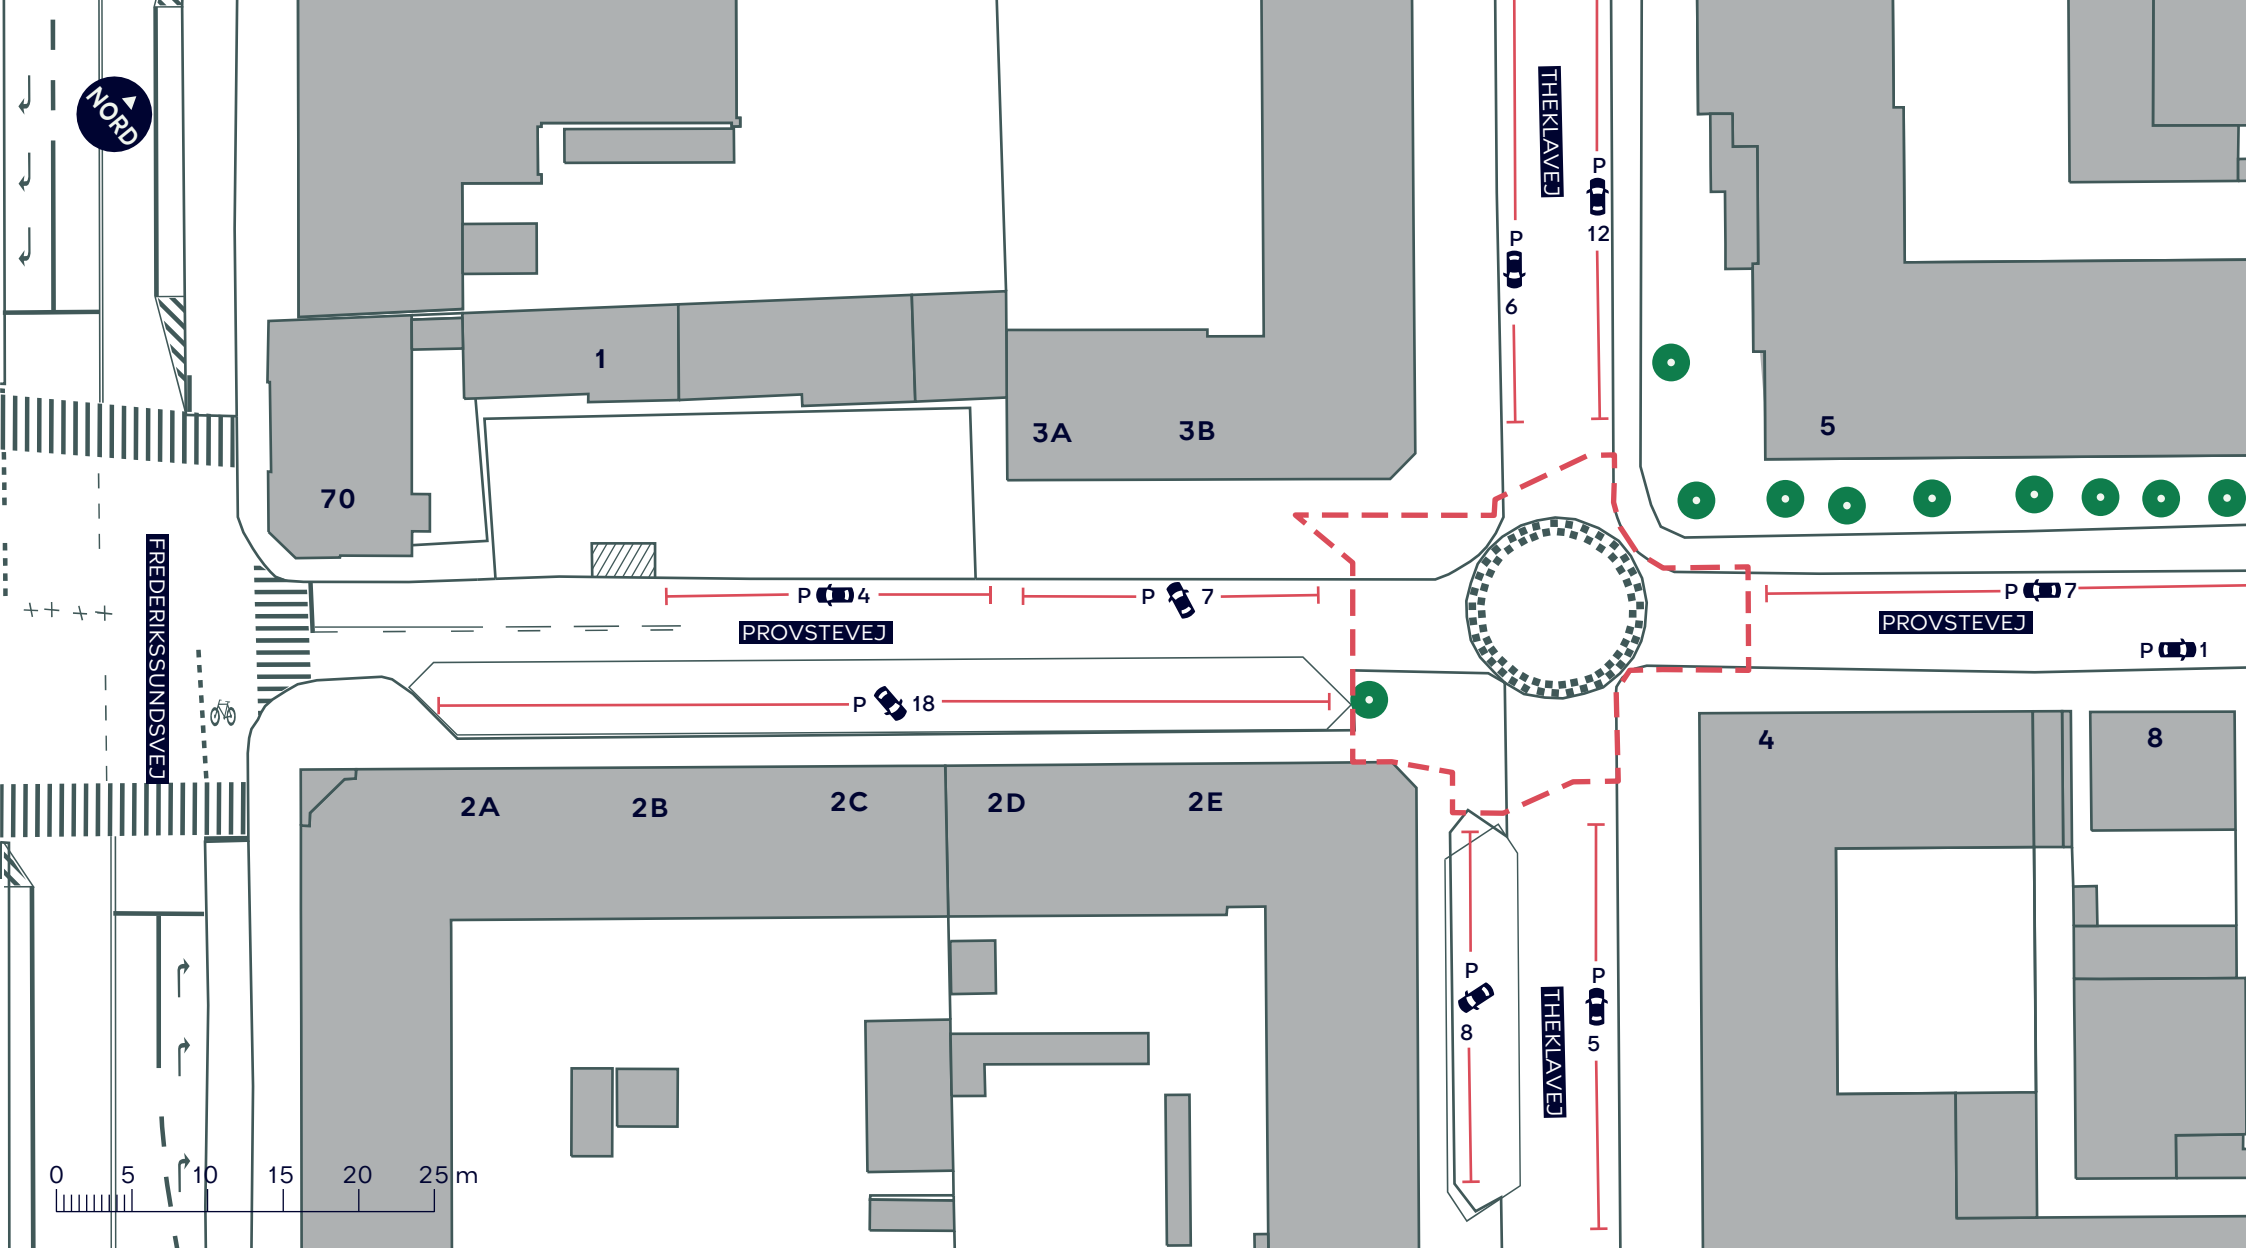 NORD
THEKLAVEJ
P
12
P
6
1
3A
3B
5
70
FREDERIKSSUNDSVEJ
P 4
P 7
PROVSTEVEJ
P 7
PROVSTEVEJ
P 1
P 18
2A
2B
2C
2D
2E
4
8
P
8
P
5
THEKLAVEJ
0 5 10 15 20 25 m